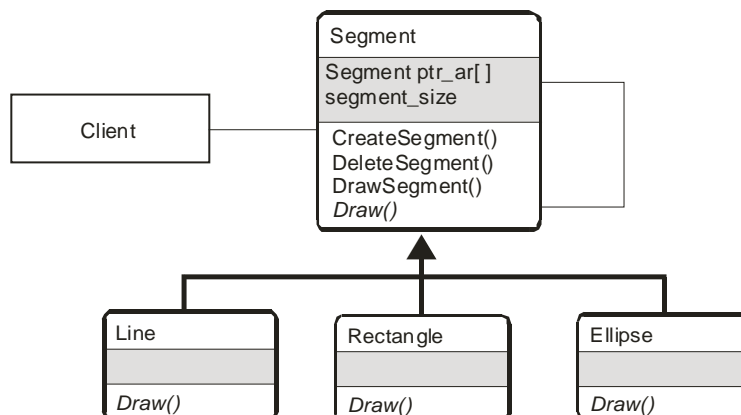 Segment
Segment ptr_ar[ ]
segment_size
Client
CreateSegment()
DeleteSegment()
DrawSegment()
Draw()
Line
Rectangle
Ellipse
Draw()
Draw()
Draw()